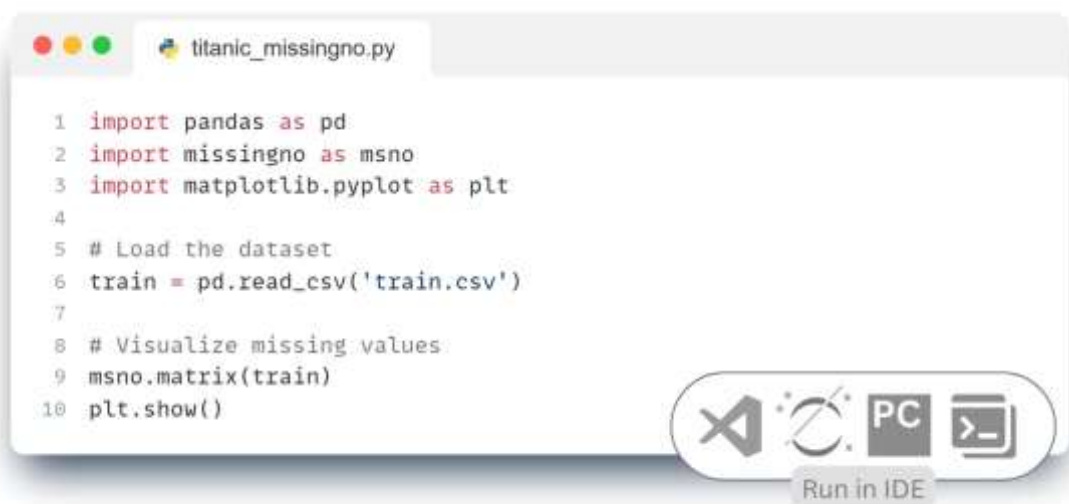 titanic_missingno.py
1 import pandas as pd
2 import missingno as msno
3 import matplotlib.pyplot as plt
4
5 # Load the dataset
6 train = pd.read_csv('train.csv')
7
8 # Visualize missing values
9 msno.matrix(train)
10 plt.show()
PC
Run in IDE